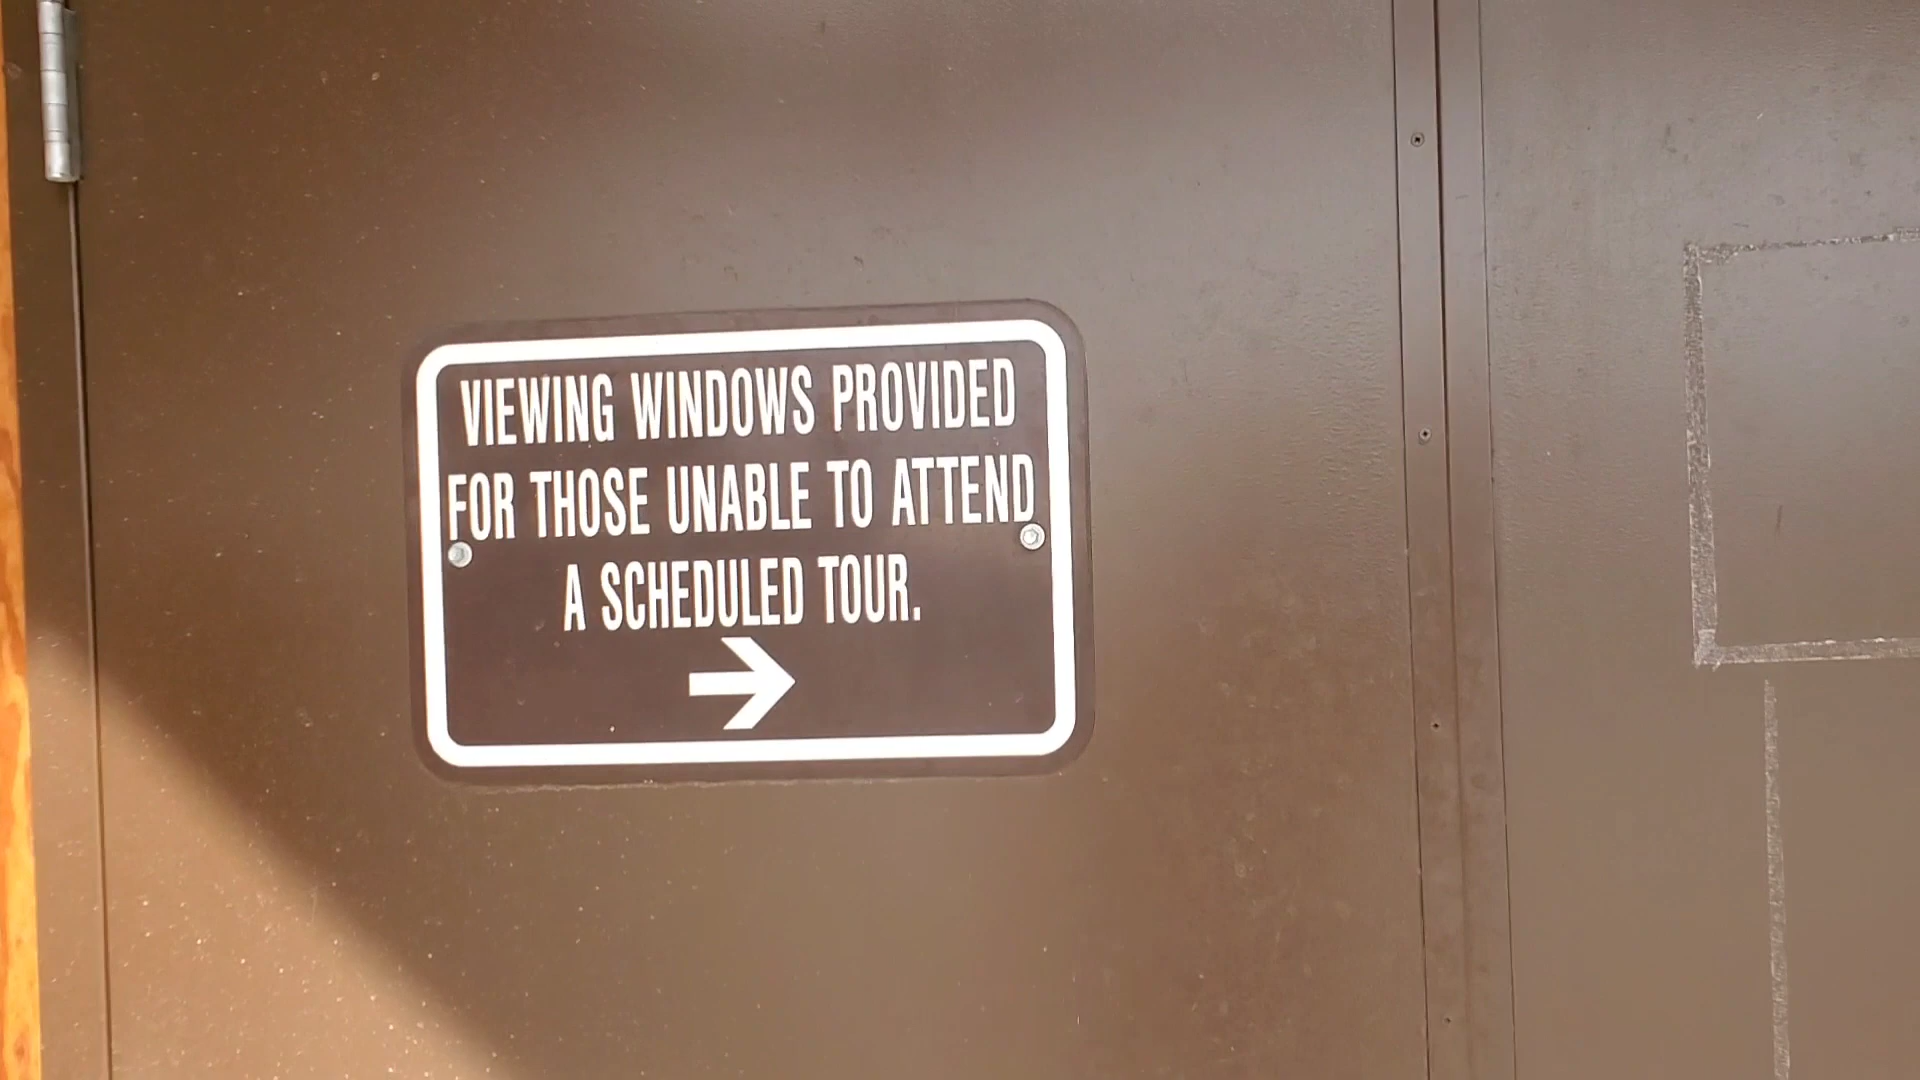 VIEWING WINDOWS PROVIDED
FOR THOSE UNABLE TO ATTEND
A SCHEDULED TOUR.